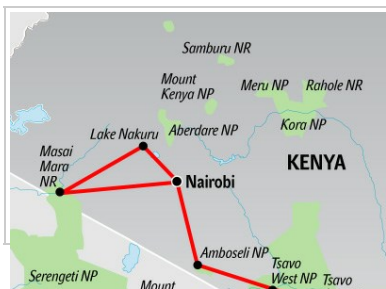 Samburu NR
Mount
Kenya NP
Meru NP
Rahole NR
Lake Nakuru
Aberdare NP
Kora NP
Masai
Mara
NR
KENYA
Nairobi
Amboseli NP
Tsavo
West NP
Tsavo
Serengeti NP
Mount